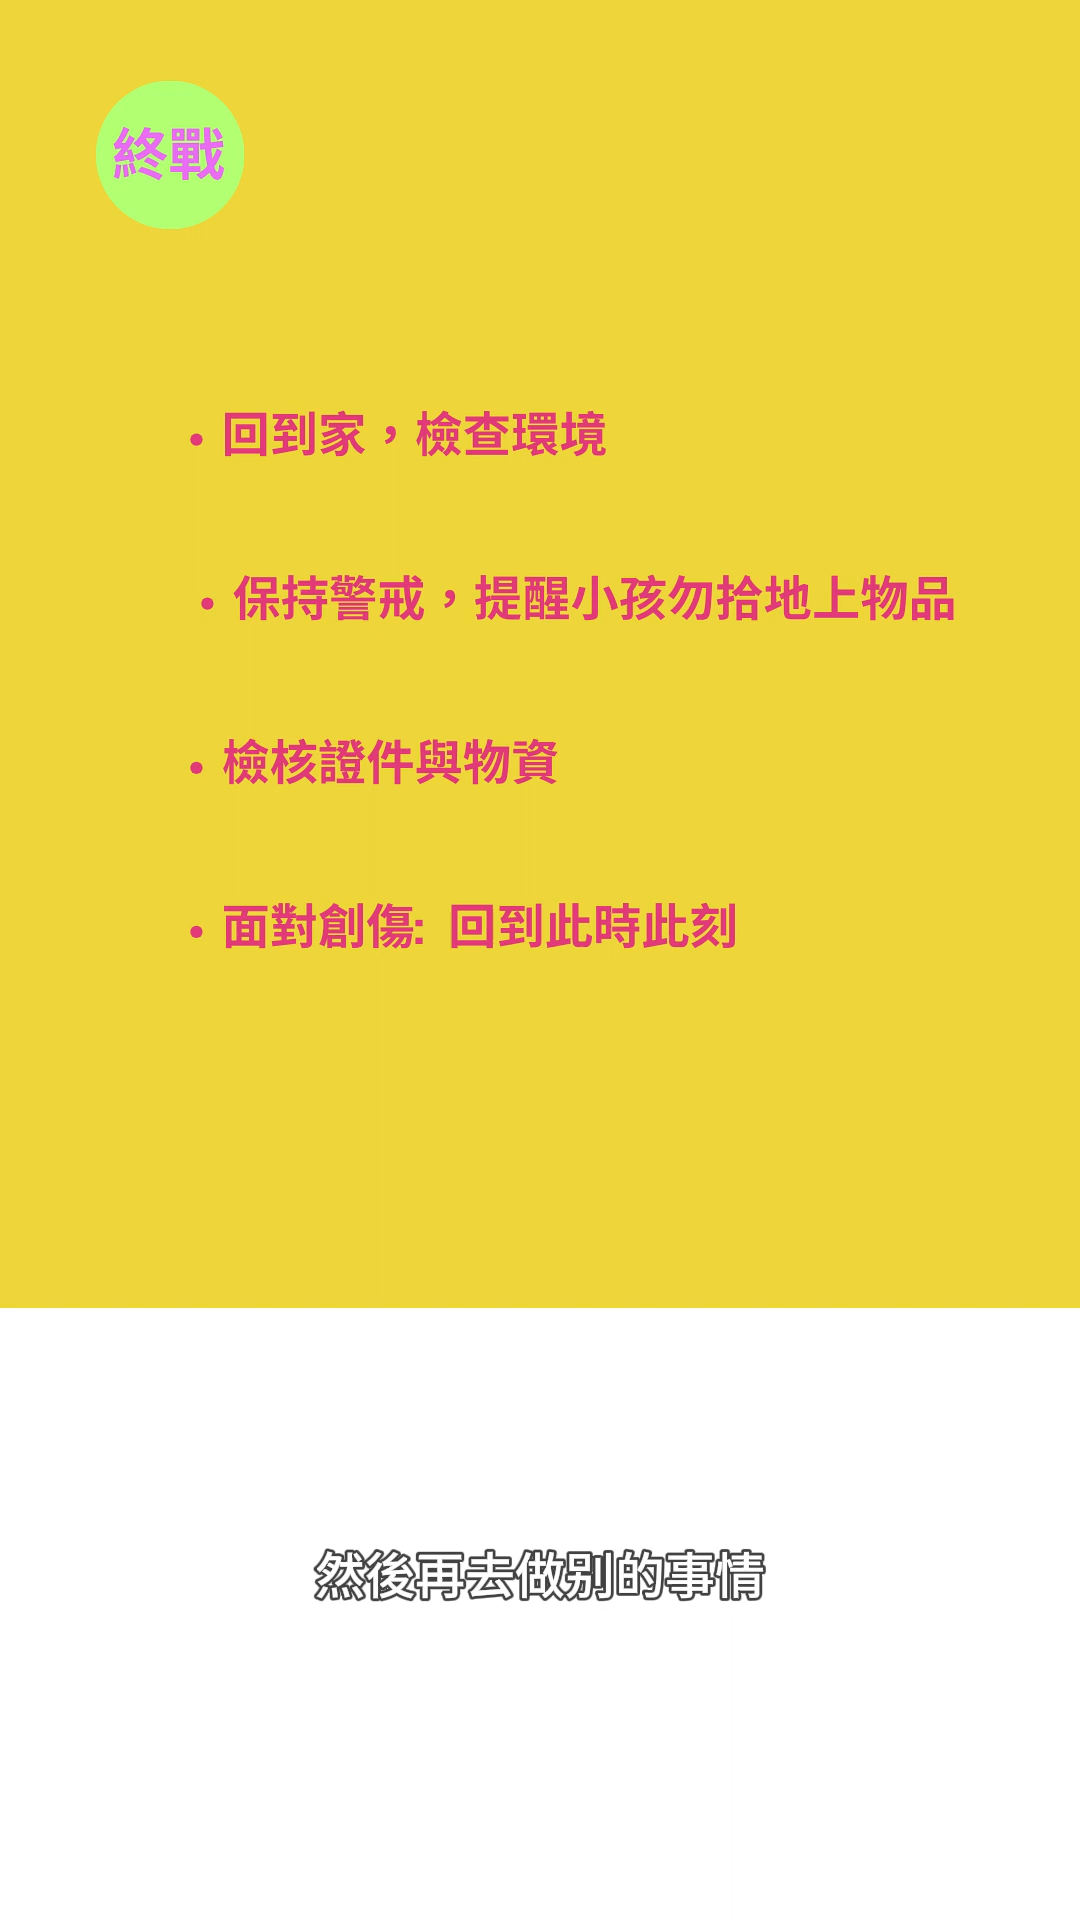 終戰
• 回到家，檢查環境
• 保持警戒，提醒小孩勿拾地上物品
• 檢核證件與物資
• 面對創傷: 回到此時此刻
然後再去做別的事情